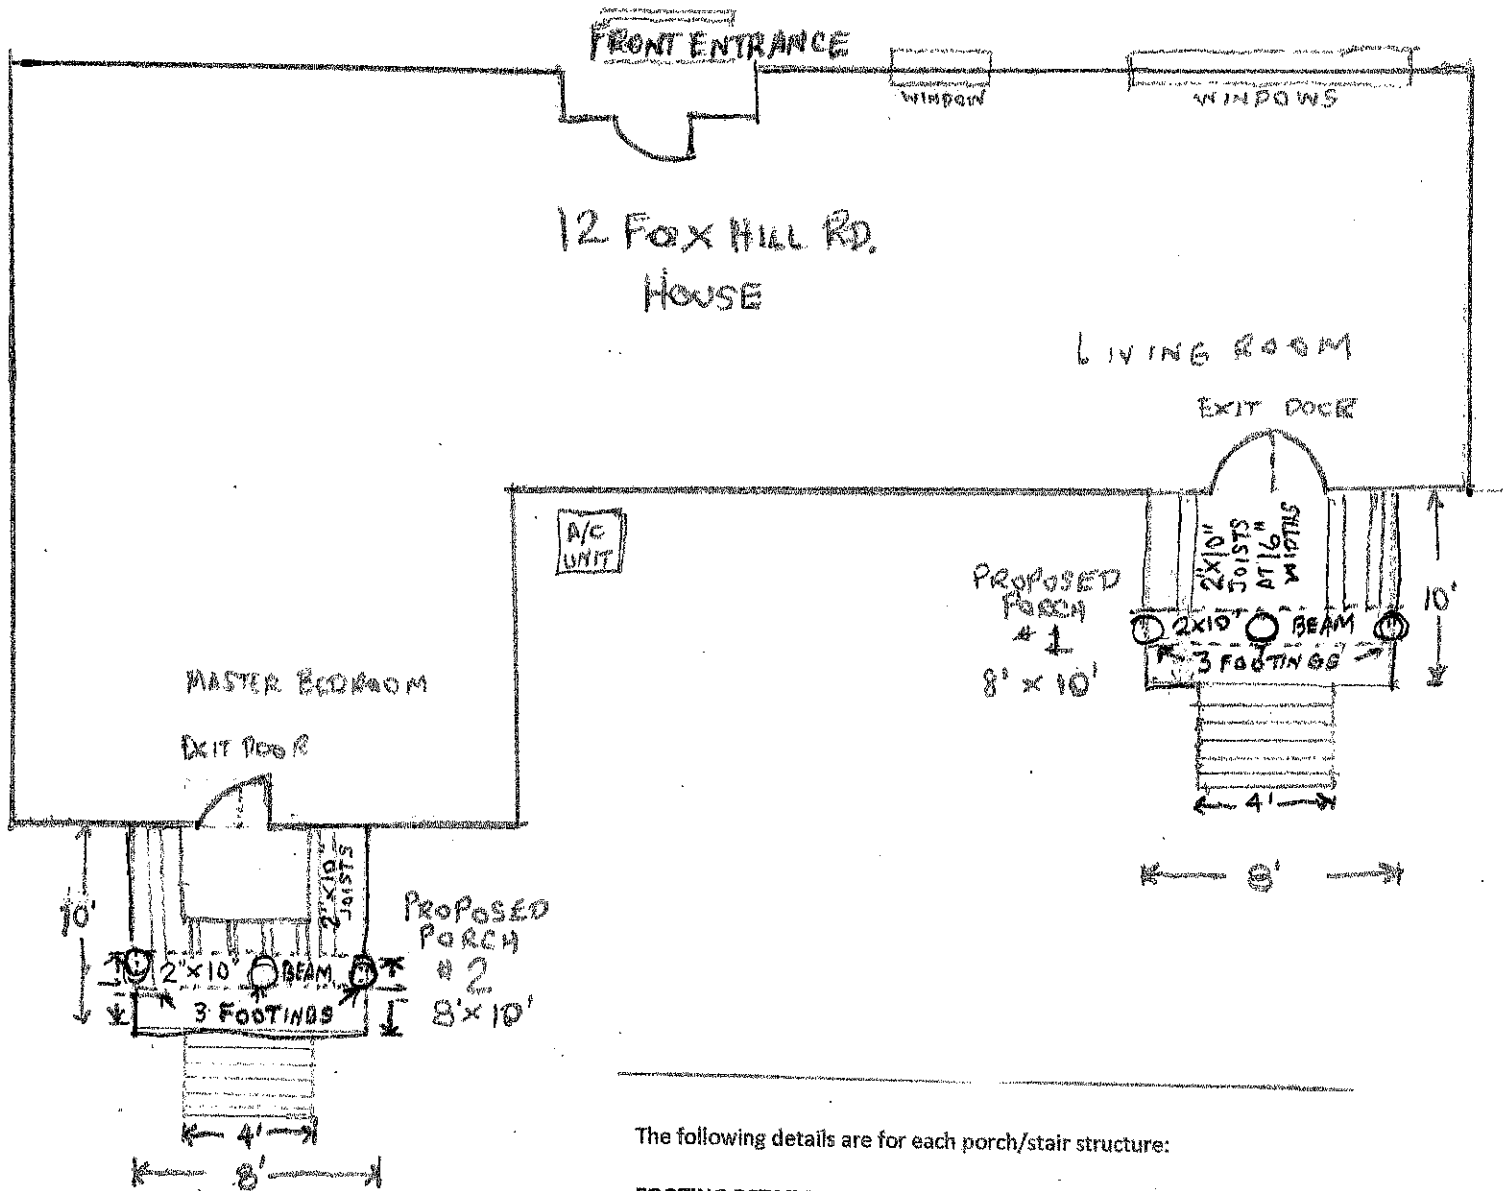 FRONT ENTRANCE
WINDOW
WINDOWS
12 FOX HILL RD.
HOUSE
LIVING ROOM
EXIT DOOR
A/C
UNIT
2"X10"
JOISTS
AT 16"
PROPOSED
PORCH
# 1
8' x 10'
2X10"
BEAM
3 FOOTINGS
10'
4'
8'
MASTER BEDROOM
EXIT DOOR
2"X10"
JOISTS
10'
2"X10"
BEAM
3 FOOTINGS
PROPOSED
PORCH
# 2
8'X 10'
4'
8'
The following details are for each porch/stair structure: